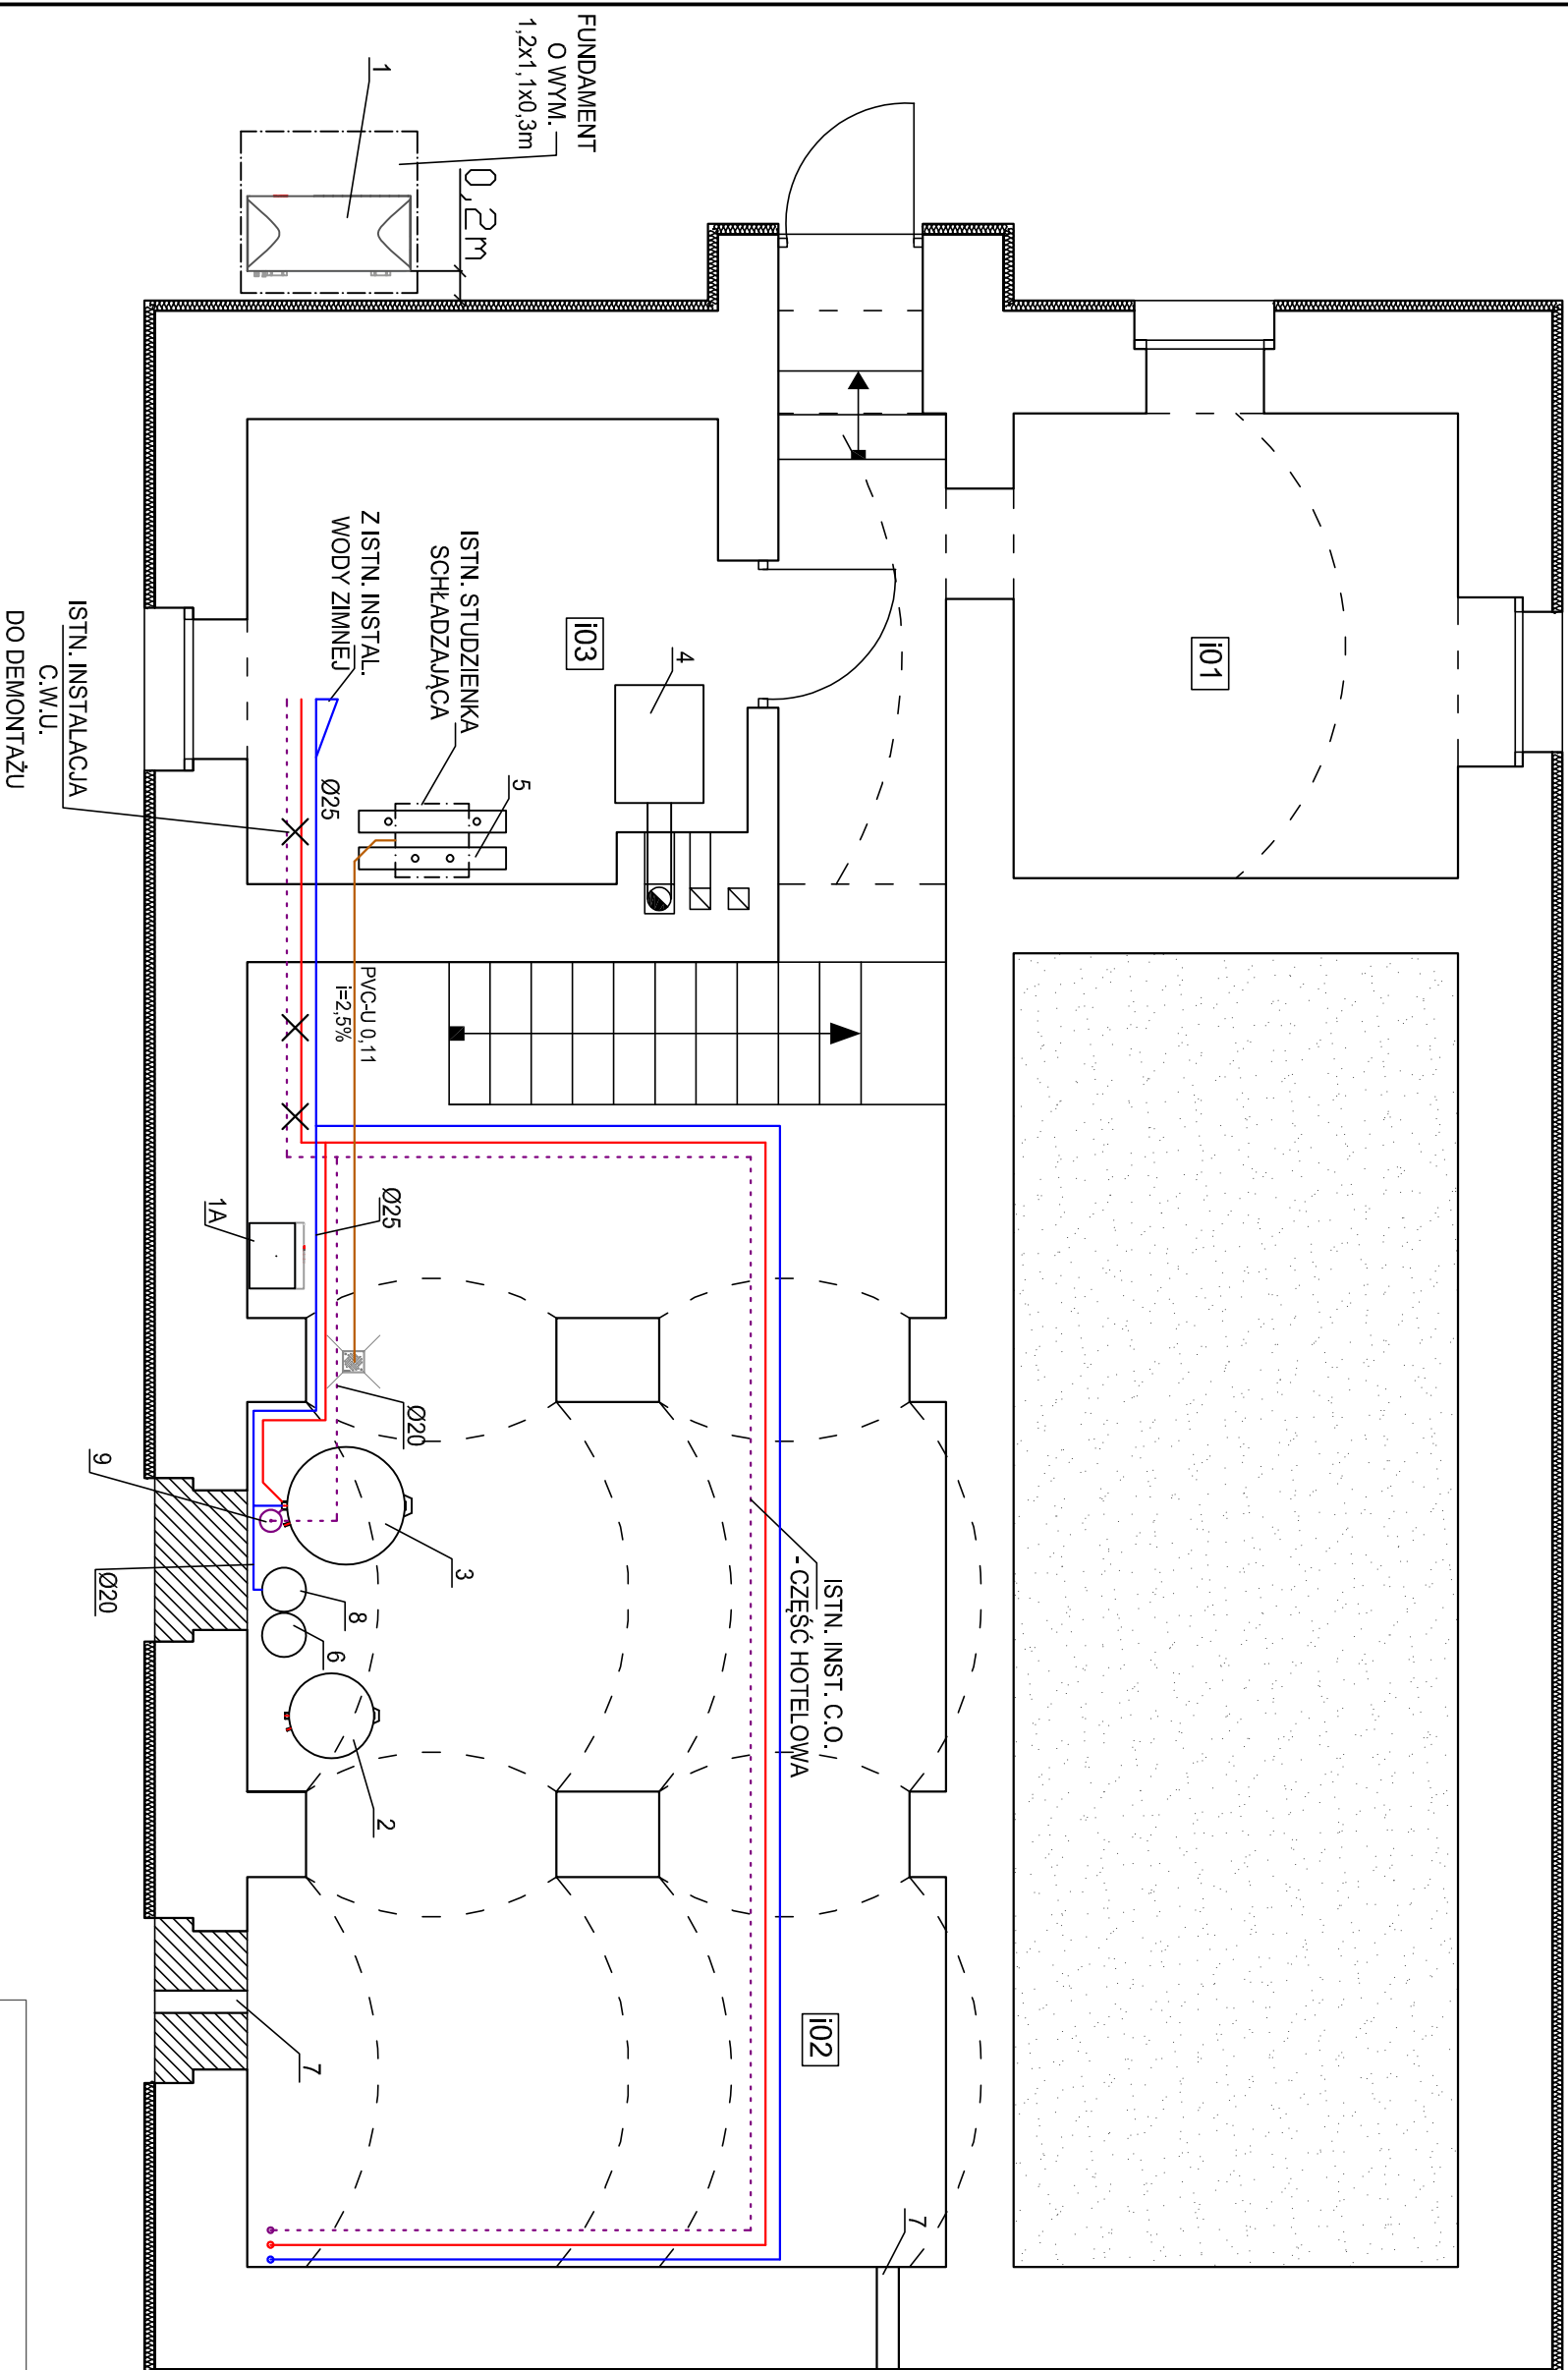 FUNDAMENT
O WYM.
1,2x1,1x0,3m
1
0,2m
i01
i03
4
ISTN. STUDZIENKA
SCHŁADZAJĄCA
Z ISTN. INSTAL.
WODY ZIMNEJ
ISTN. INSTALACJA
C.W.U.
DO DEMONTAŻU
5
Ø25
PVC-U 0,11
i=2,5%
1A
Ø25
Ø20
9
3
Ø20
8
6
2
ISTN. INST. C.O.
- CZĘŚĆ HOTELOWA
i02
7
7